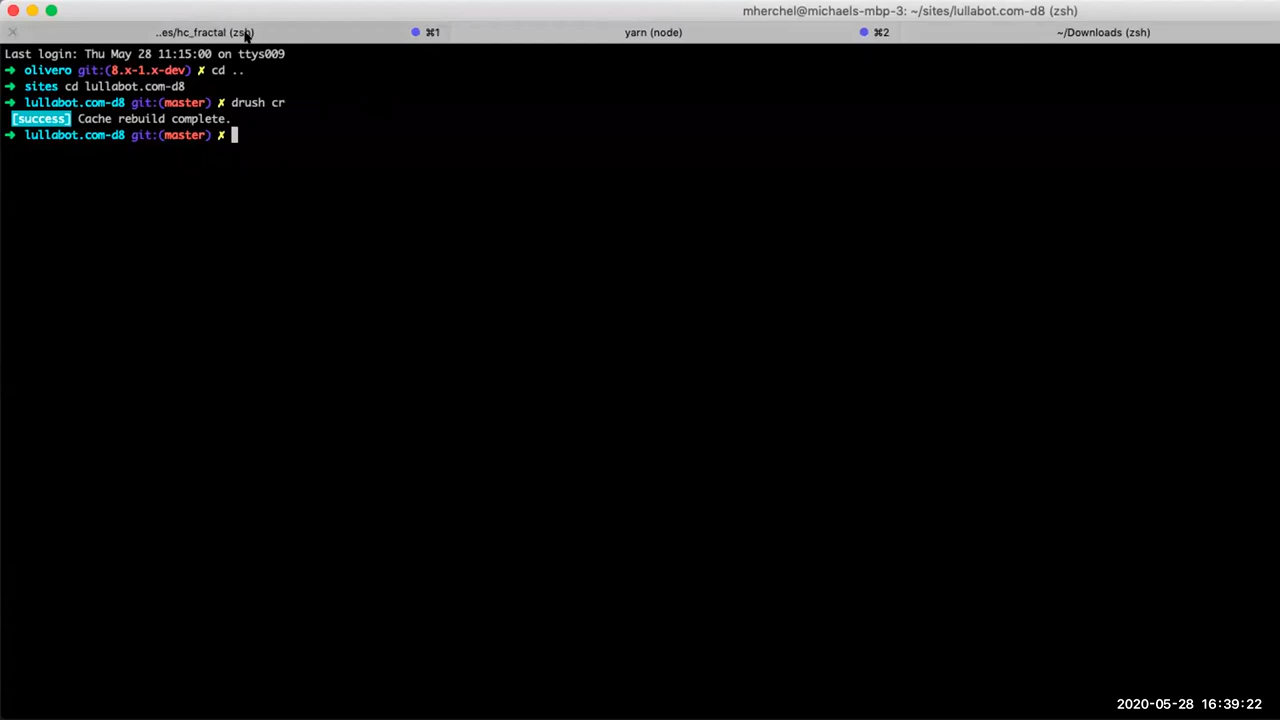 mherchel@michaels-mbp-3: ~/sites/lullabot.com-d8 (zsh)
..es/hc_fractal (zsh) ⌘1 yarn (node) ⌘2 ~/Downloads (zsh)
Last login: Thu May 28 11:15:00 on ttys009
➜ olivero git:(8.x-1.x-dev) ✗ cd ..
➜ sites cd lullabot.com-d8
➜ lullabot.com-d8 git:(master) ✗ drush cr
[success] Cache rebuild complete.
➜ lullabot.com-d8 git:(master) ✗
2020-05-28 16:39:22